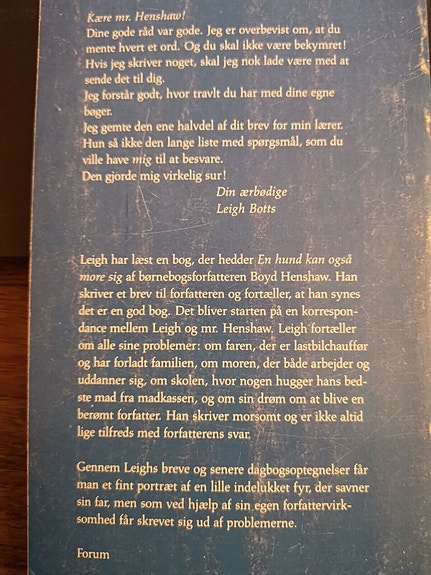 Kære mr. Henshaw!
Dine gode råd var gode. Jeg er overbevist om, at du
mente hvert et ord. Og du skal ikke være bekymret!
Hvis jeg skriver noget, skal jeg nok lade være med at
sende det til dig.
Jeg forstår godt, hvor travlt du har med dine egne
bøger.
Jeg gemte den ene halvdel af dit brev for min lærer.
Hun så ikke den lange liste med spørgsmål, som du
ville have mig til at besvare.
Den gjorde mig virkelig sur!
Din ærbødige
Leigh Botts
Leigh har læst en bog, der hedder En hund kan også
more sig af børnebogsforfatteren Boyd Henshaw. Han
skriver et brev til forfatteren og fortæller, at han synes
det er en god bog. Det bliver starten på en korrespon-
dance mellem Leigh og mr. Henshaw. Leigh fortæller
om alle sine problemer: om faren, der er lastbilchauffør
og har forladt familien, om moren, der både arbejder og
uddanner sig, om skolen, hvor nogen hugger hans bed-
ste mad fra madkassen, og om sin drøm om at blive en
berømt forfatter. Han skriver morsomt og er ikke altid
lige tilfreds med forfatterens svar.
Gennem Leighs breve og senere dagbogsoptegnelser får
man et fint portræt af en lille indelukket fyr, der savner
sin far, men som ved hjælp af sin egen forfattervirk-
somhed får skrevet sig ud af problemerne.
Forum